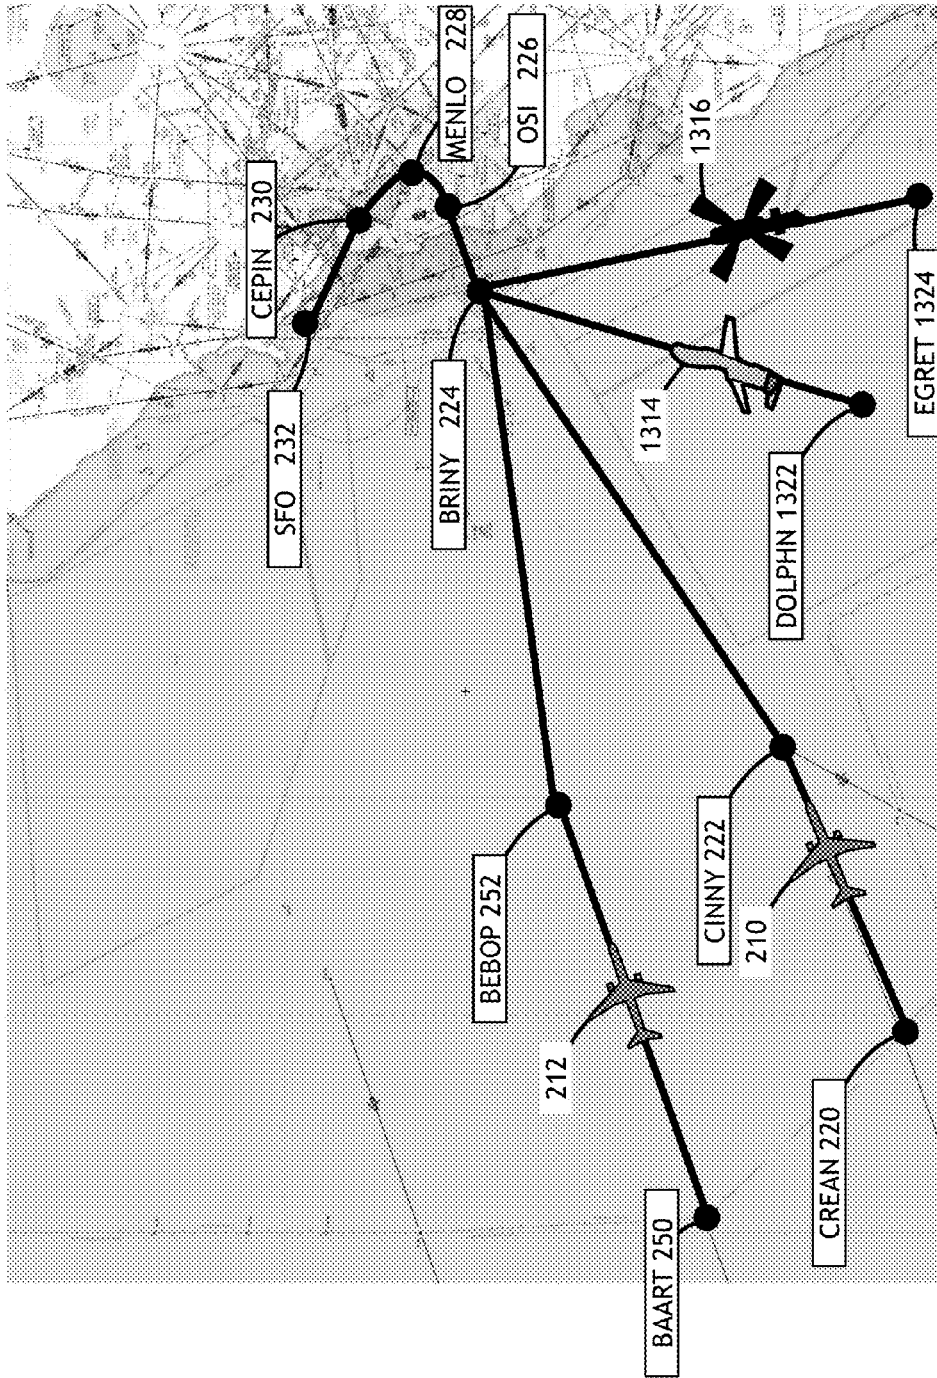 CEPIN 230
SFO 232
MENLO 228
BRINY 224
BEBOP 252
OSI 226
212
1314
BAART 250
1316
CINNY 222
210
DOLPHN 1322
CREAN 220
EGRET 1324